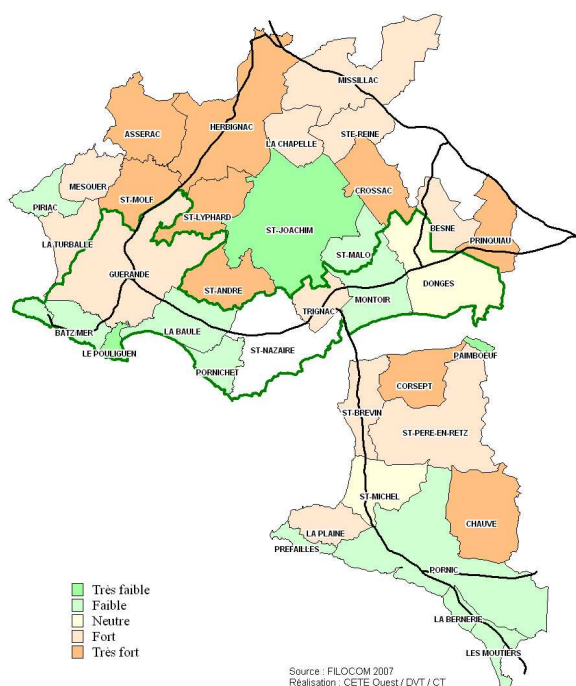 MISSILLAC
ASSERAC
HERBIGNAC
STE-REINE
LA CHAPELLE
MESQUER
CROSSAC
PIRIAC
ST-MOLF
ST-LYPHARD
BESNE
ST-JOACHIM
PRINQUIAU
LA TURBALLE
ST-MALO
GUERANDE
DONGES
ST-ANDRE
MONTOIR
TRIGNAC
BATZ/MER
LA BAULE
ST-NAZAIRE
LE POULIGUEN
PAIMBOEUF
PORNICHET
CORSEPT
ST-BREVIN
ST-PERE-EN-RETZ
ST-MICHEL
CHAUVE
LA PLAINE
PREFAILLES
PORNIC
LA BERNERIE
LES MOUTIERS
Très faible
Faible
Neutre
Fort
Très fort
Source : FILOCOM 2007
Réalisation : CETE Ouest / DVT / CT